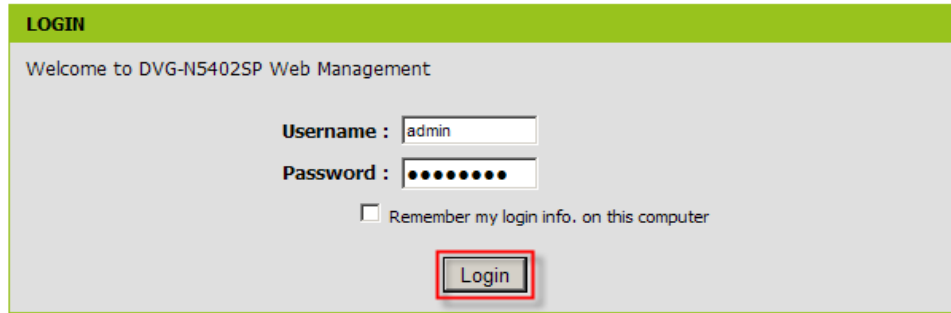 LOGIN
Welcome to DVG-N5402SP Web Management
Username : admin
Password : ●●●●●●●●
Remember my login info. on this computer
Login